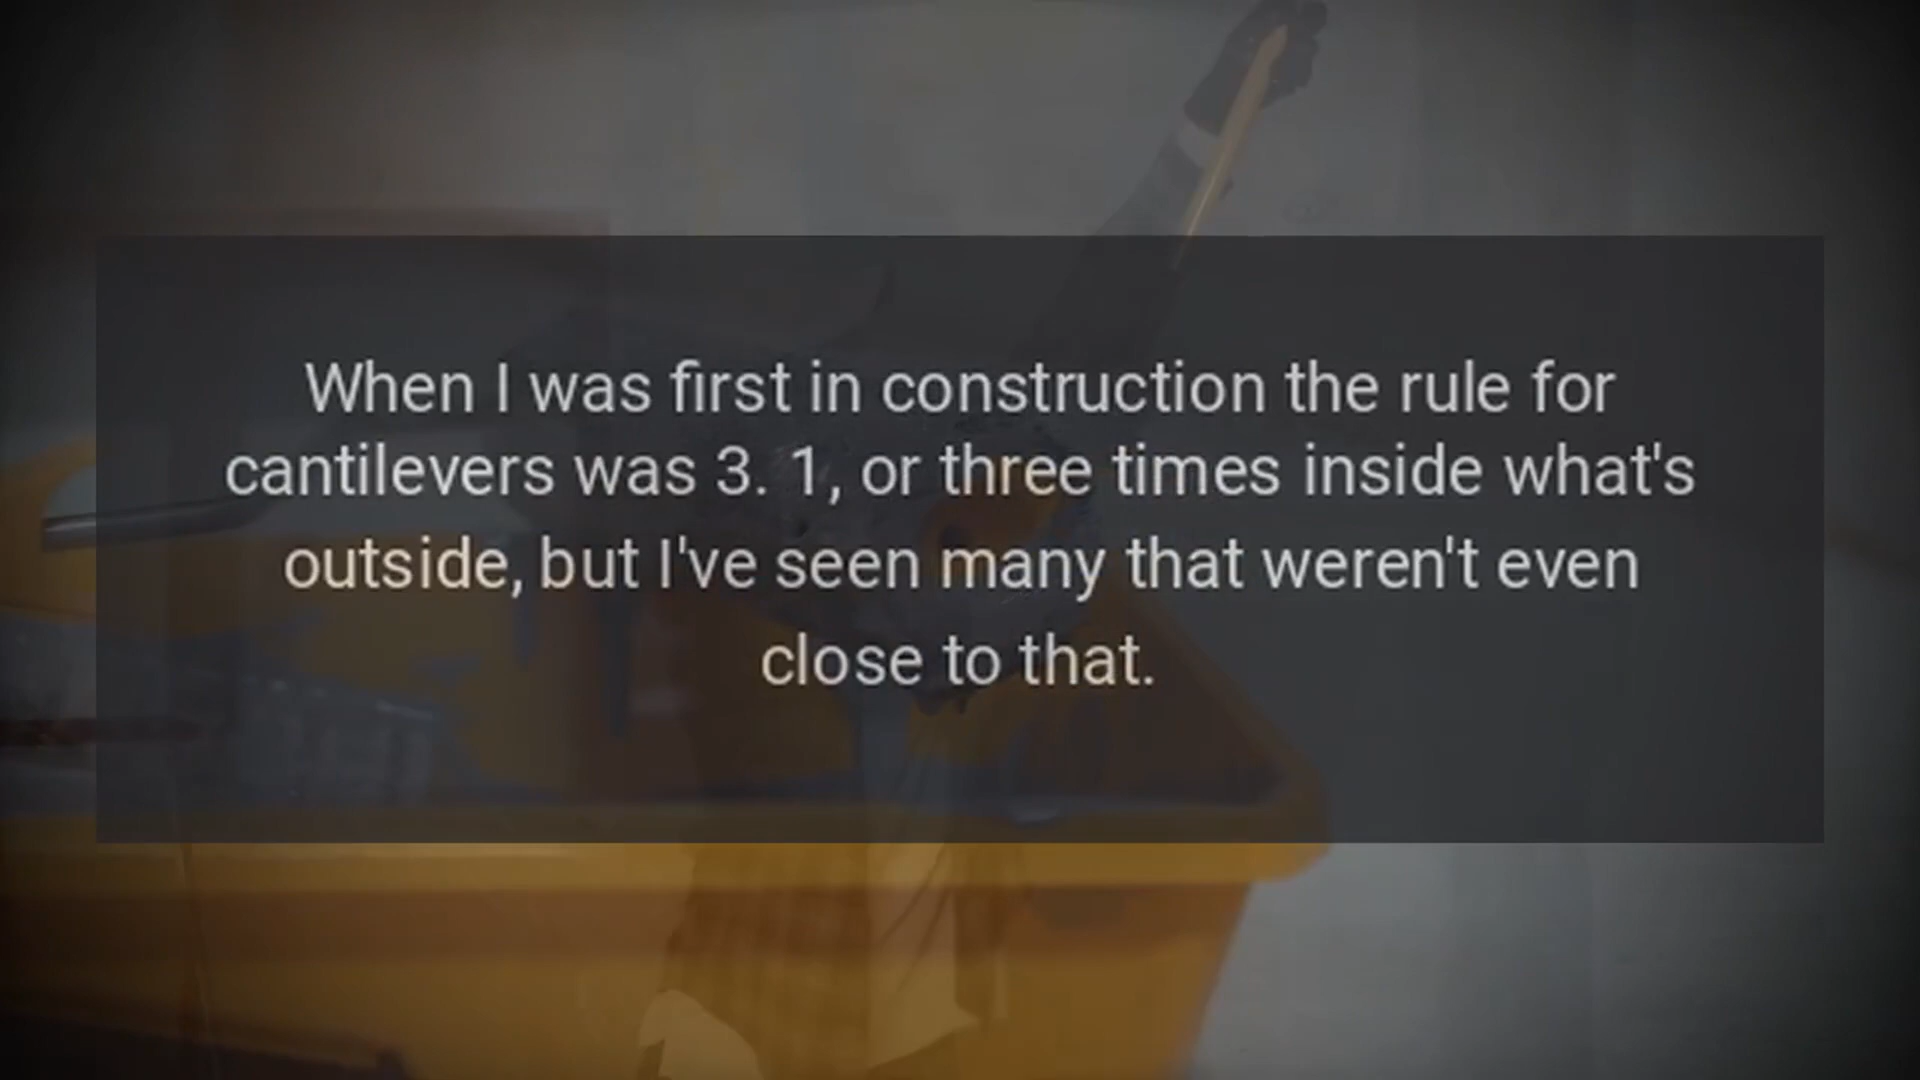 When I was first in construction the rule for
cantilevers was 3. 1, or three times inside what's
outside, but I've seen many that weren't even
close to that.